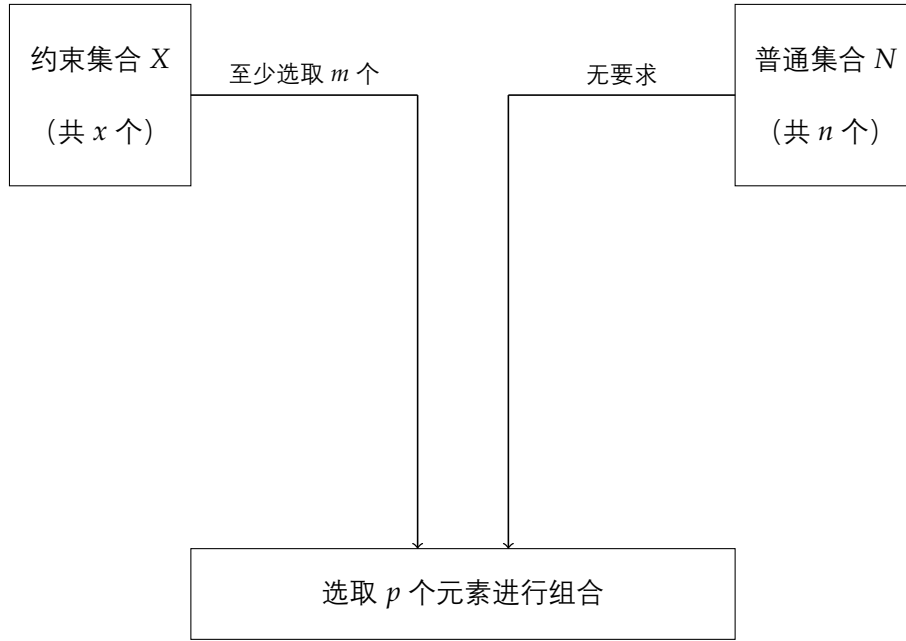 约束集合 X
（共 x 个）
至少选取 m 个
无要求
普通集合 N
（共 n 个）
选取 p 个元素进行组合